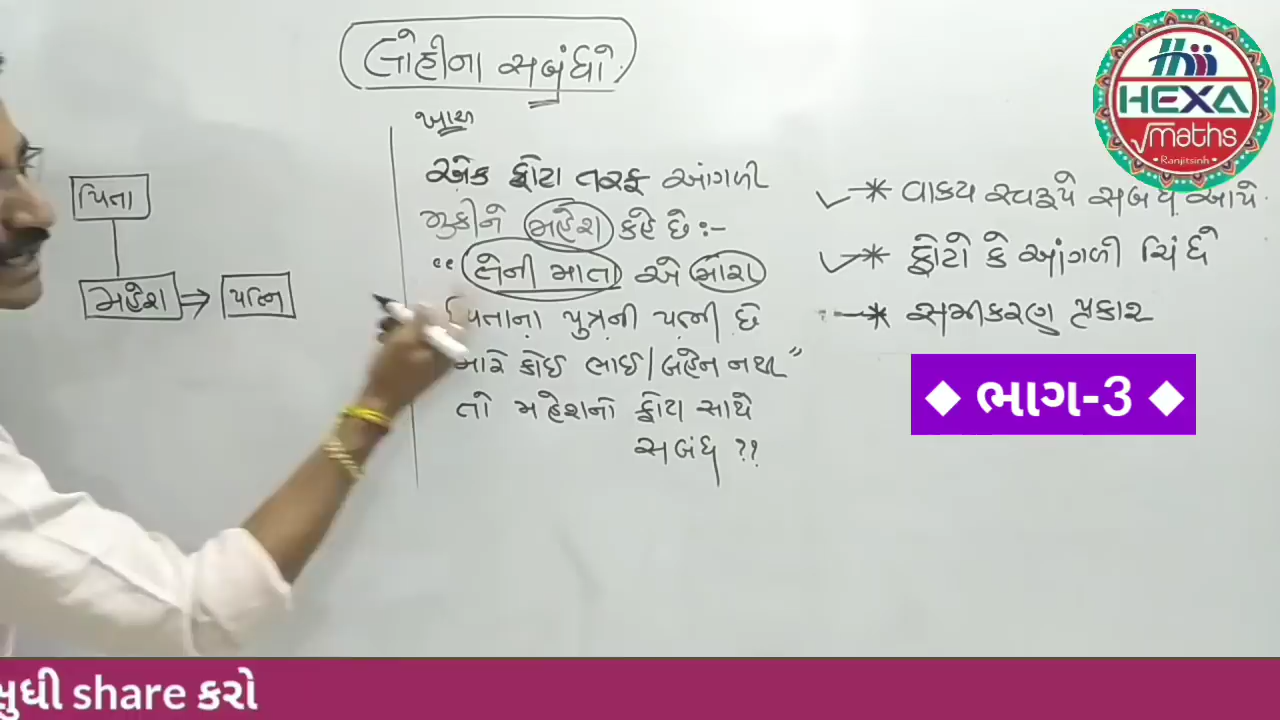 લોહીના સબંધો
ખાસ
એક ફોટા તરફ આંગળી
મુકીને મહેશ કહે છે:-
“તેની માતા એ મારા
પિતાના પુત્રની પત્ની છે
મારે કોઈ ભાઈ/બહેન નથી”
તો મહેશનો ફોટા સાથે
સબંધ ??
પિતા
મહેશ ⇒ પત્નિ
✓ * વાકય સ્વરૂપે સબંધ આપે.
✓ * ફોટો કે આંગળી ચિંધે
* સમીકરણ પ્રકાર
◆ ભાગ-3 ◆
HEXA
maths
• Ranjitsinh •
સુધી share કરો